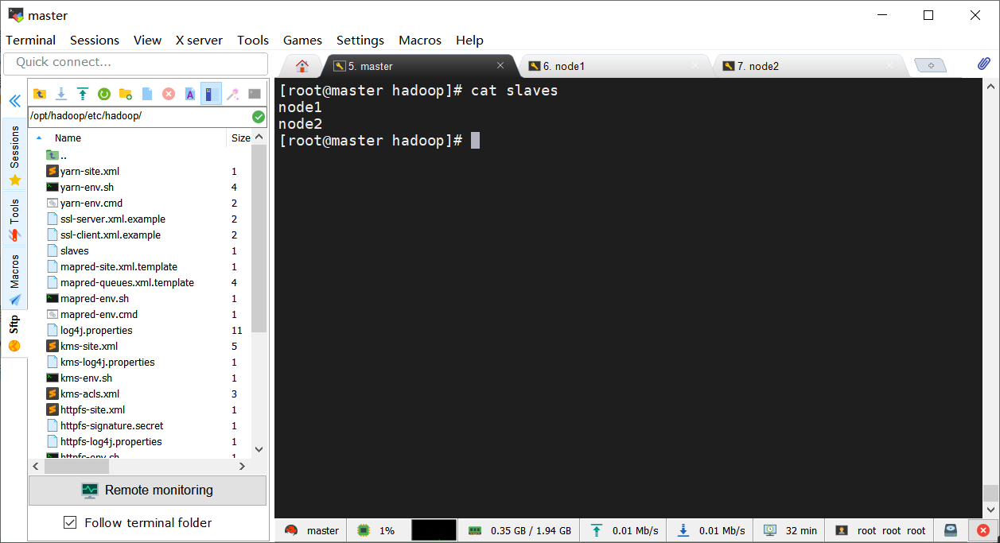 master
Terminal Sessions View X server Tools Games Settings Macros Help
Quick connect...
5. master
6. node1
7. node2
/opt/hadoop/etc/hadoop/
Sessions
Tools
Macros
Sftp
Name Size
..
yarn-site.xml 1
yarn-env.sh 4
yarn-env.cmd 2
ssl-server.xml.example 2
ssl-client.xml.example 2
slaves 1
mapred-site.xml.template 1
mapred-queues.xml.template 4
mapred-env.sh 1
mapred-env.cmd 1
log4j.properties 11
kms-site.xml 5
kms-log4j.properties 1
kms-env.sh 1
kms-acls.xml 3
httpfs-site.xml 1
httpfs-signature.secret 1
httpfs-log4j.properties 1
httpfs-env.sh 1
Remote monitoring
Follow terminal folder
[root@master hadoop]# cat slaves
node1
node2
[root@master hadoop]#
master 1% 0.35 GB / 1.94 GB 0.01 Mb/s 0.01 Mb/s 32 min root root root